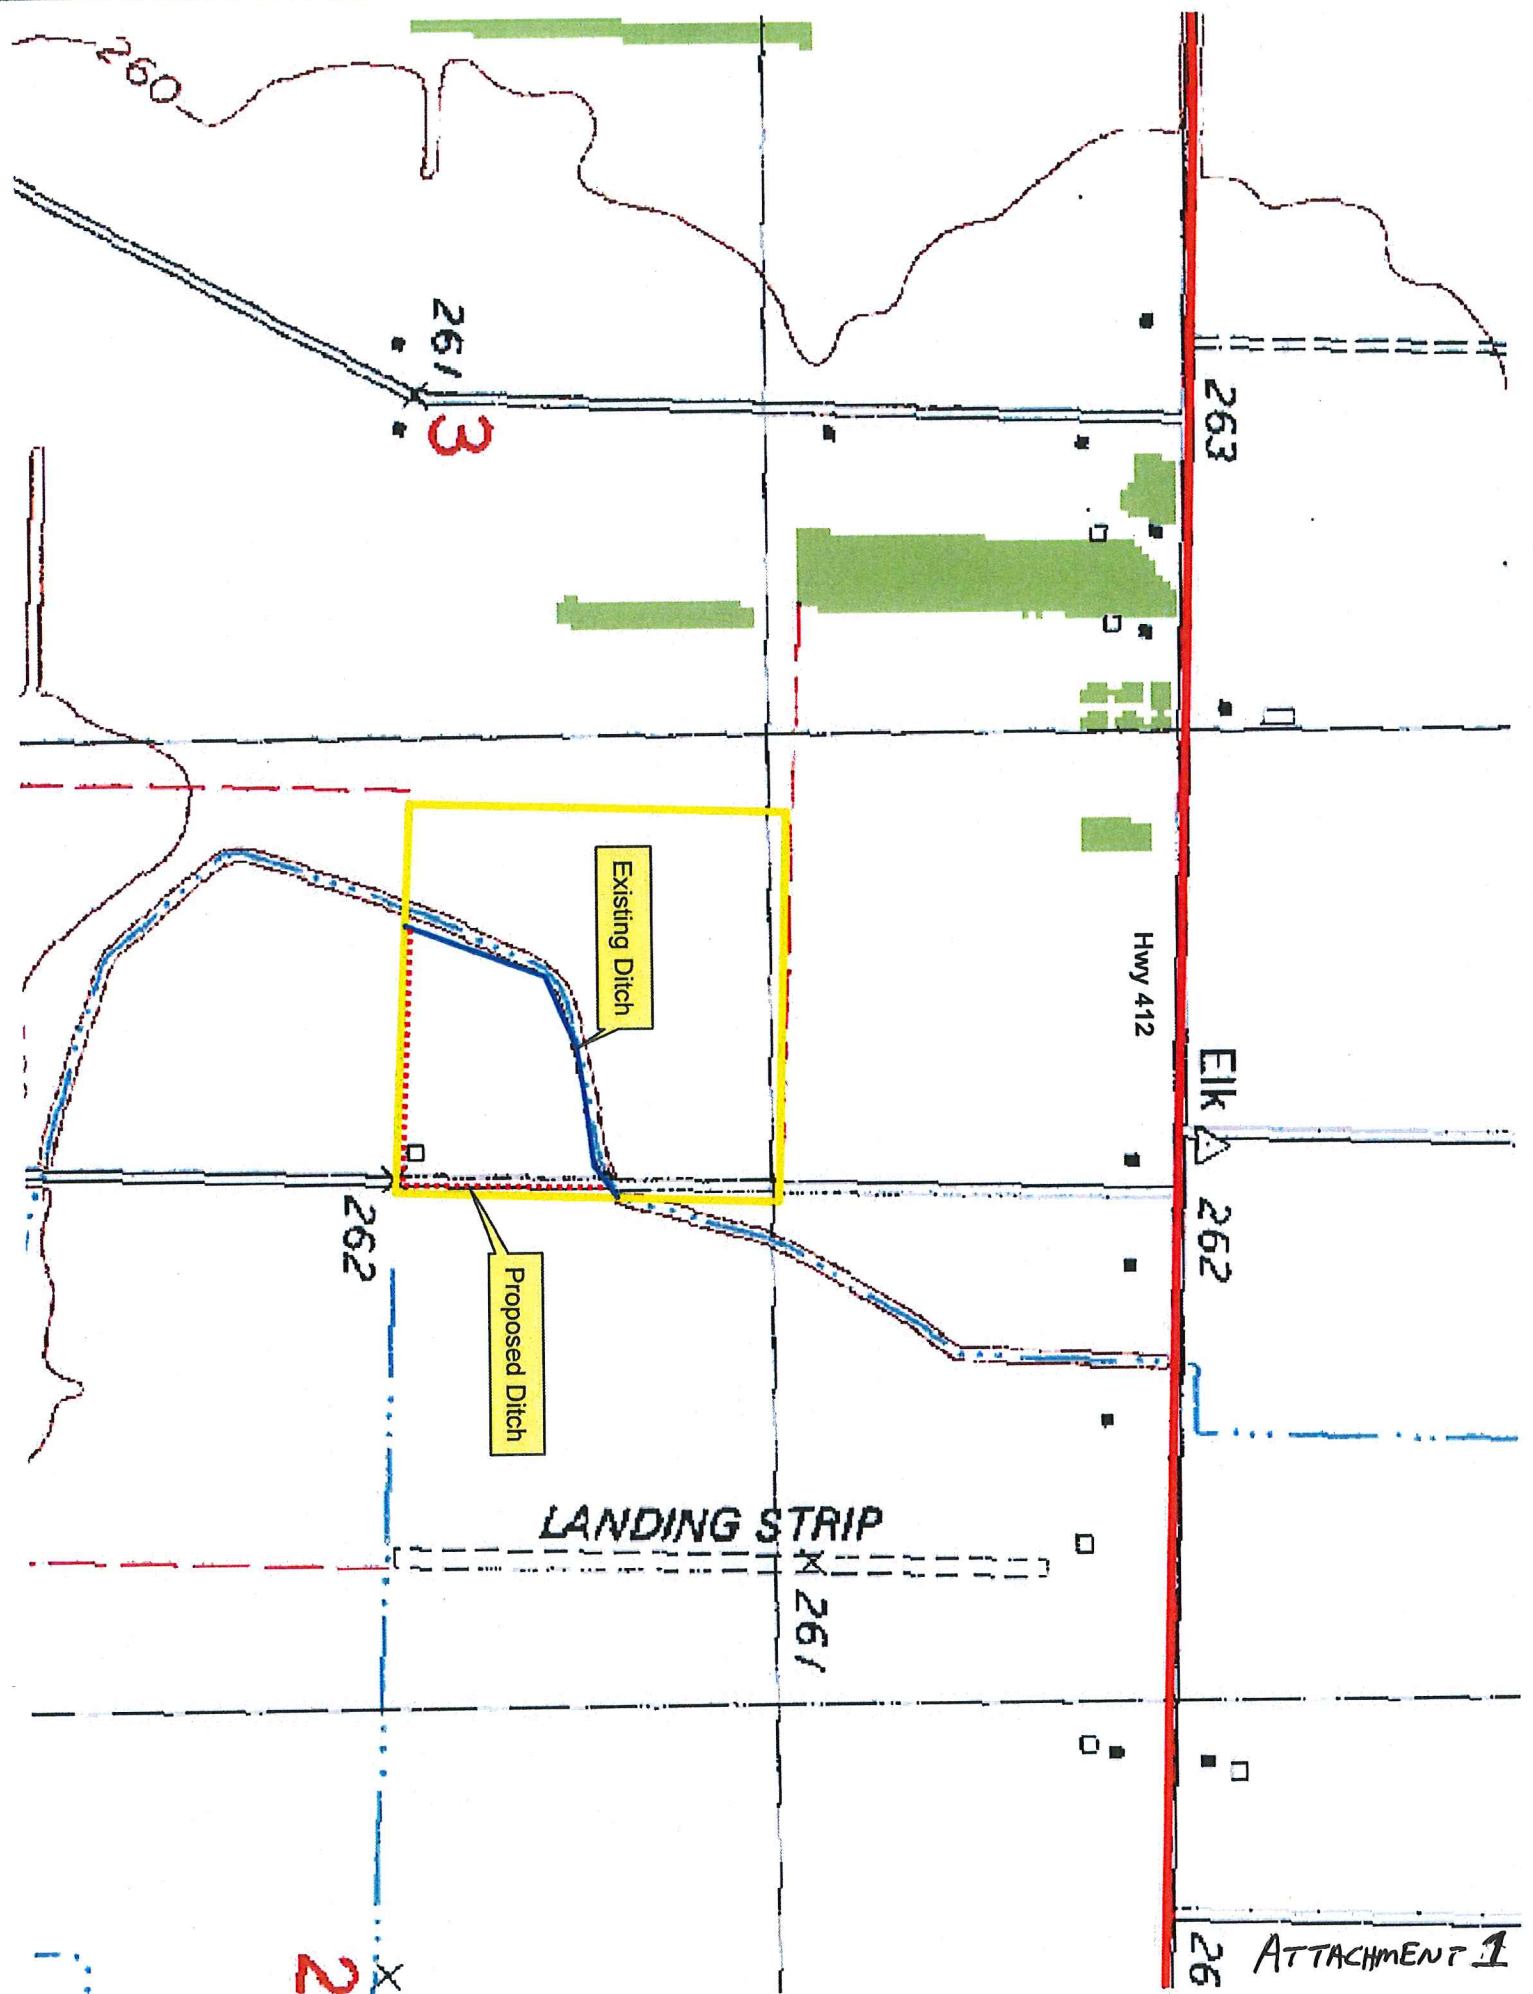 260
261
3
263
Existing Ditch
Hwy 412
Elk
262
262
Proposed Ditch
LANDING STRIP
261
2
26
ATTACHMENT 1